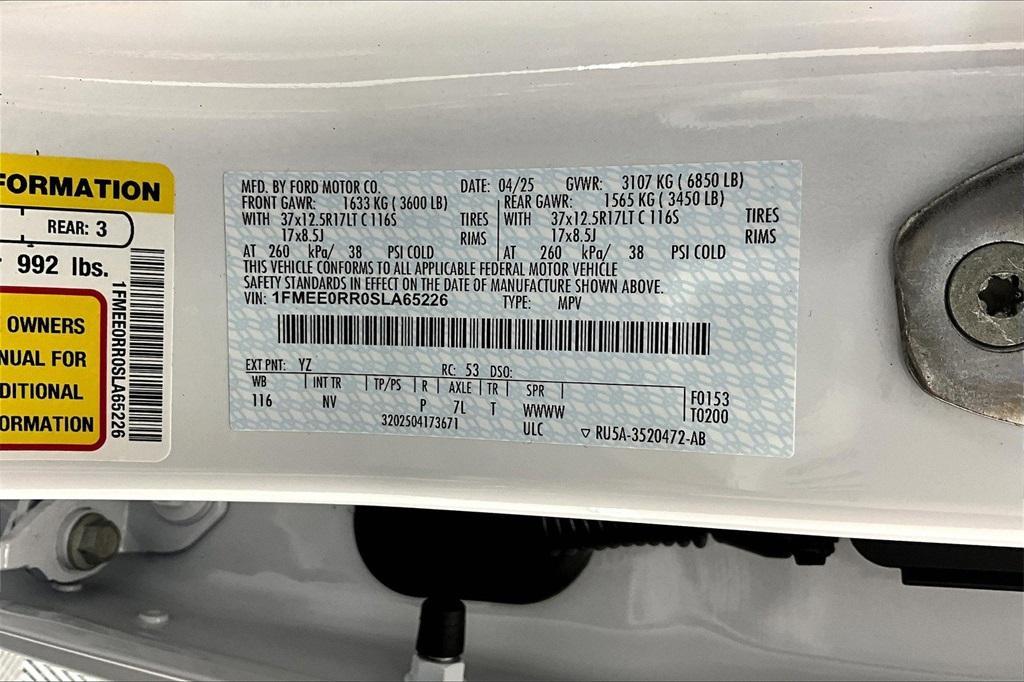 FORMATION
REAR: 3
992 lbs.
OWNERS
FOR
1FMEE0RR0SLA65226
MFD. BY FORD MOTOR CO. DATE: 04/25 GVWR: 3107 KG ( 6850 LB)
FRONT GAWR: 1633 KG ( 3600 LB) REAR GAWR: 1565 KG ( 3450 LB)
WITH 37x12.5R17LT C 116S TIRES WITH 37x12.5R17LT C 116S TIRES
17x8.5J RIMS 17x8.5J RIMS
AT 260 kPa/ 38 PSI COLD AT 260 kPa/ 38 PSI COLD
THIS VEHICLE CONFORMS TO ALL APPLICABLE FEDERAL MOTOR VEHICLE
SAFETY STANDARDS IN EFFECT ON THE DATE OF MANUFACTURE SHOWN ABOVE.
VIN: 1FMEE0RR0SLA65226 TYPE: MPV
EXT PNT: YZ RC: 53 DSO:
WB INT TR TP/PS R AXLE TR SPR
116 NV P 7L T WWWW F0153
3202504173671 ULC T0200
RU5A-3520472-AB